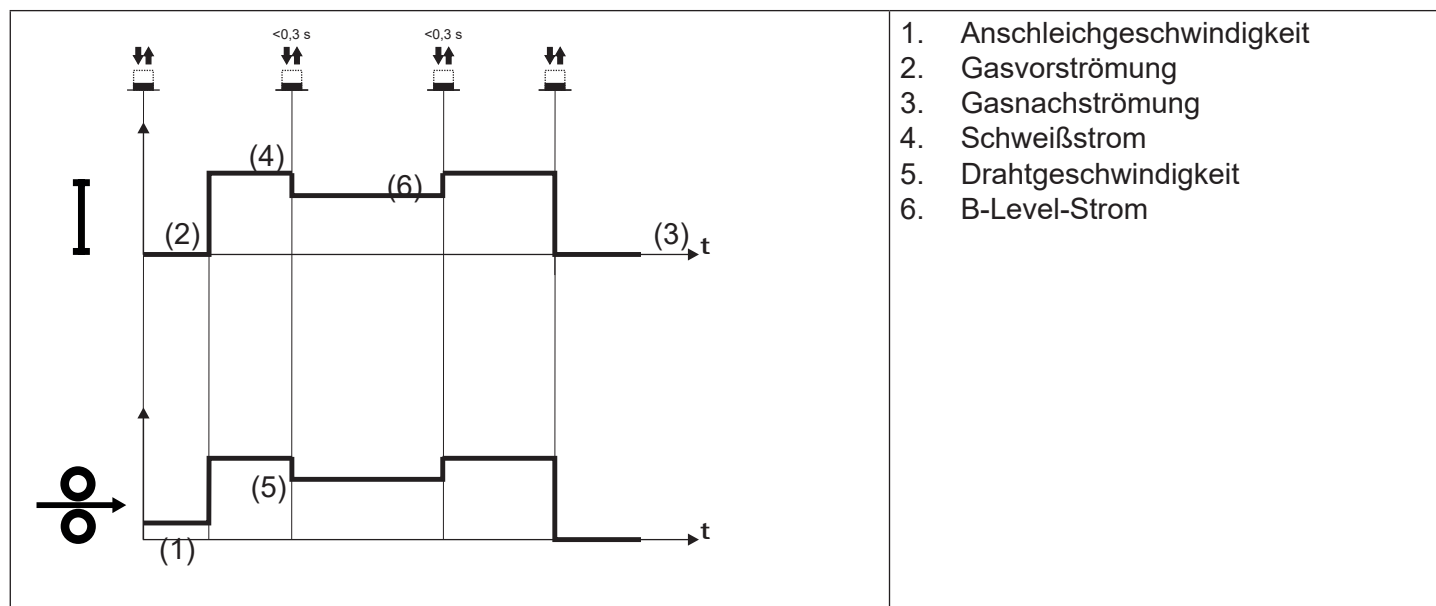 <0,3 s <0,3 s
(4)
(6)
(2) (3) t
I
(5)
t
(1)
1. Anschleichgeschwindigkeit
2. Gasvorströmung
3. Gasnachströmung
4. Schweißstrom
5. Drahtgeschwindigkeit
6. B-Level-Strom